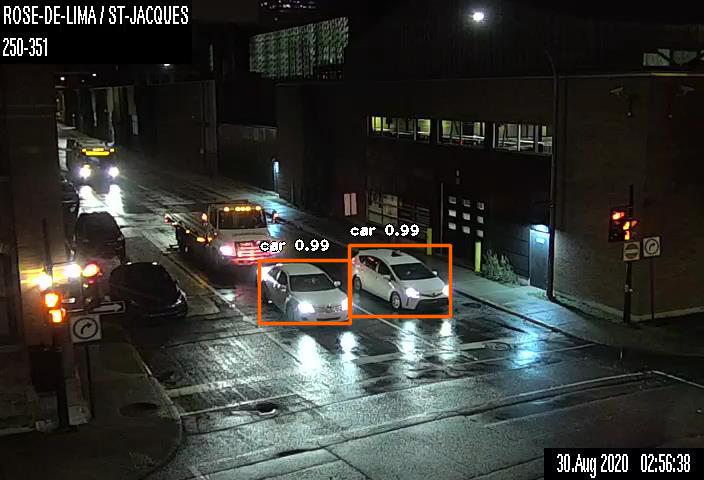 ROSE-DE-LIMA / ST-JACQUES
250-351
car 0.99
car 0.99
30.Aug 2020 02:56:38